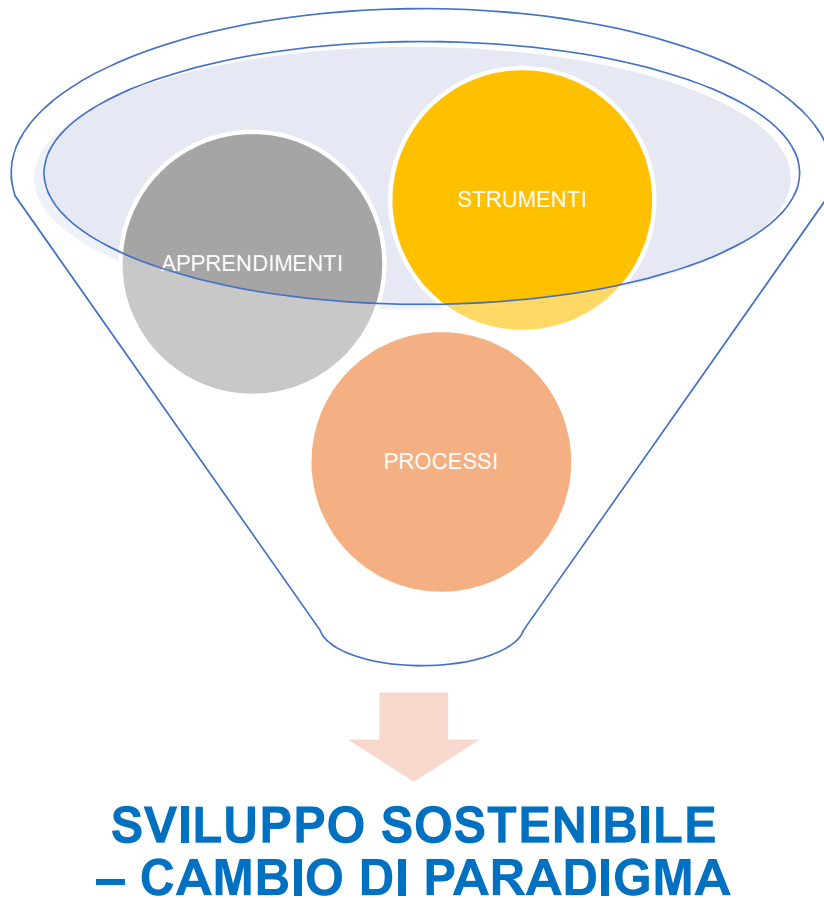 STRUMENTI
APPRENDIMENTI
PROCESSI
SVILUPPO SOSTENIBILE
– CAMBIO DI PARADIGMA